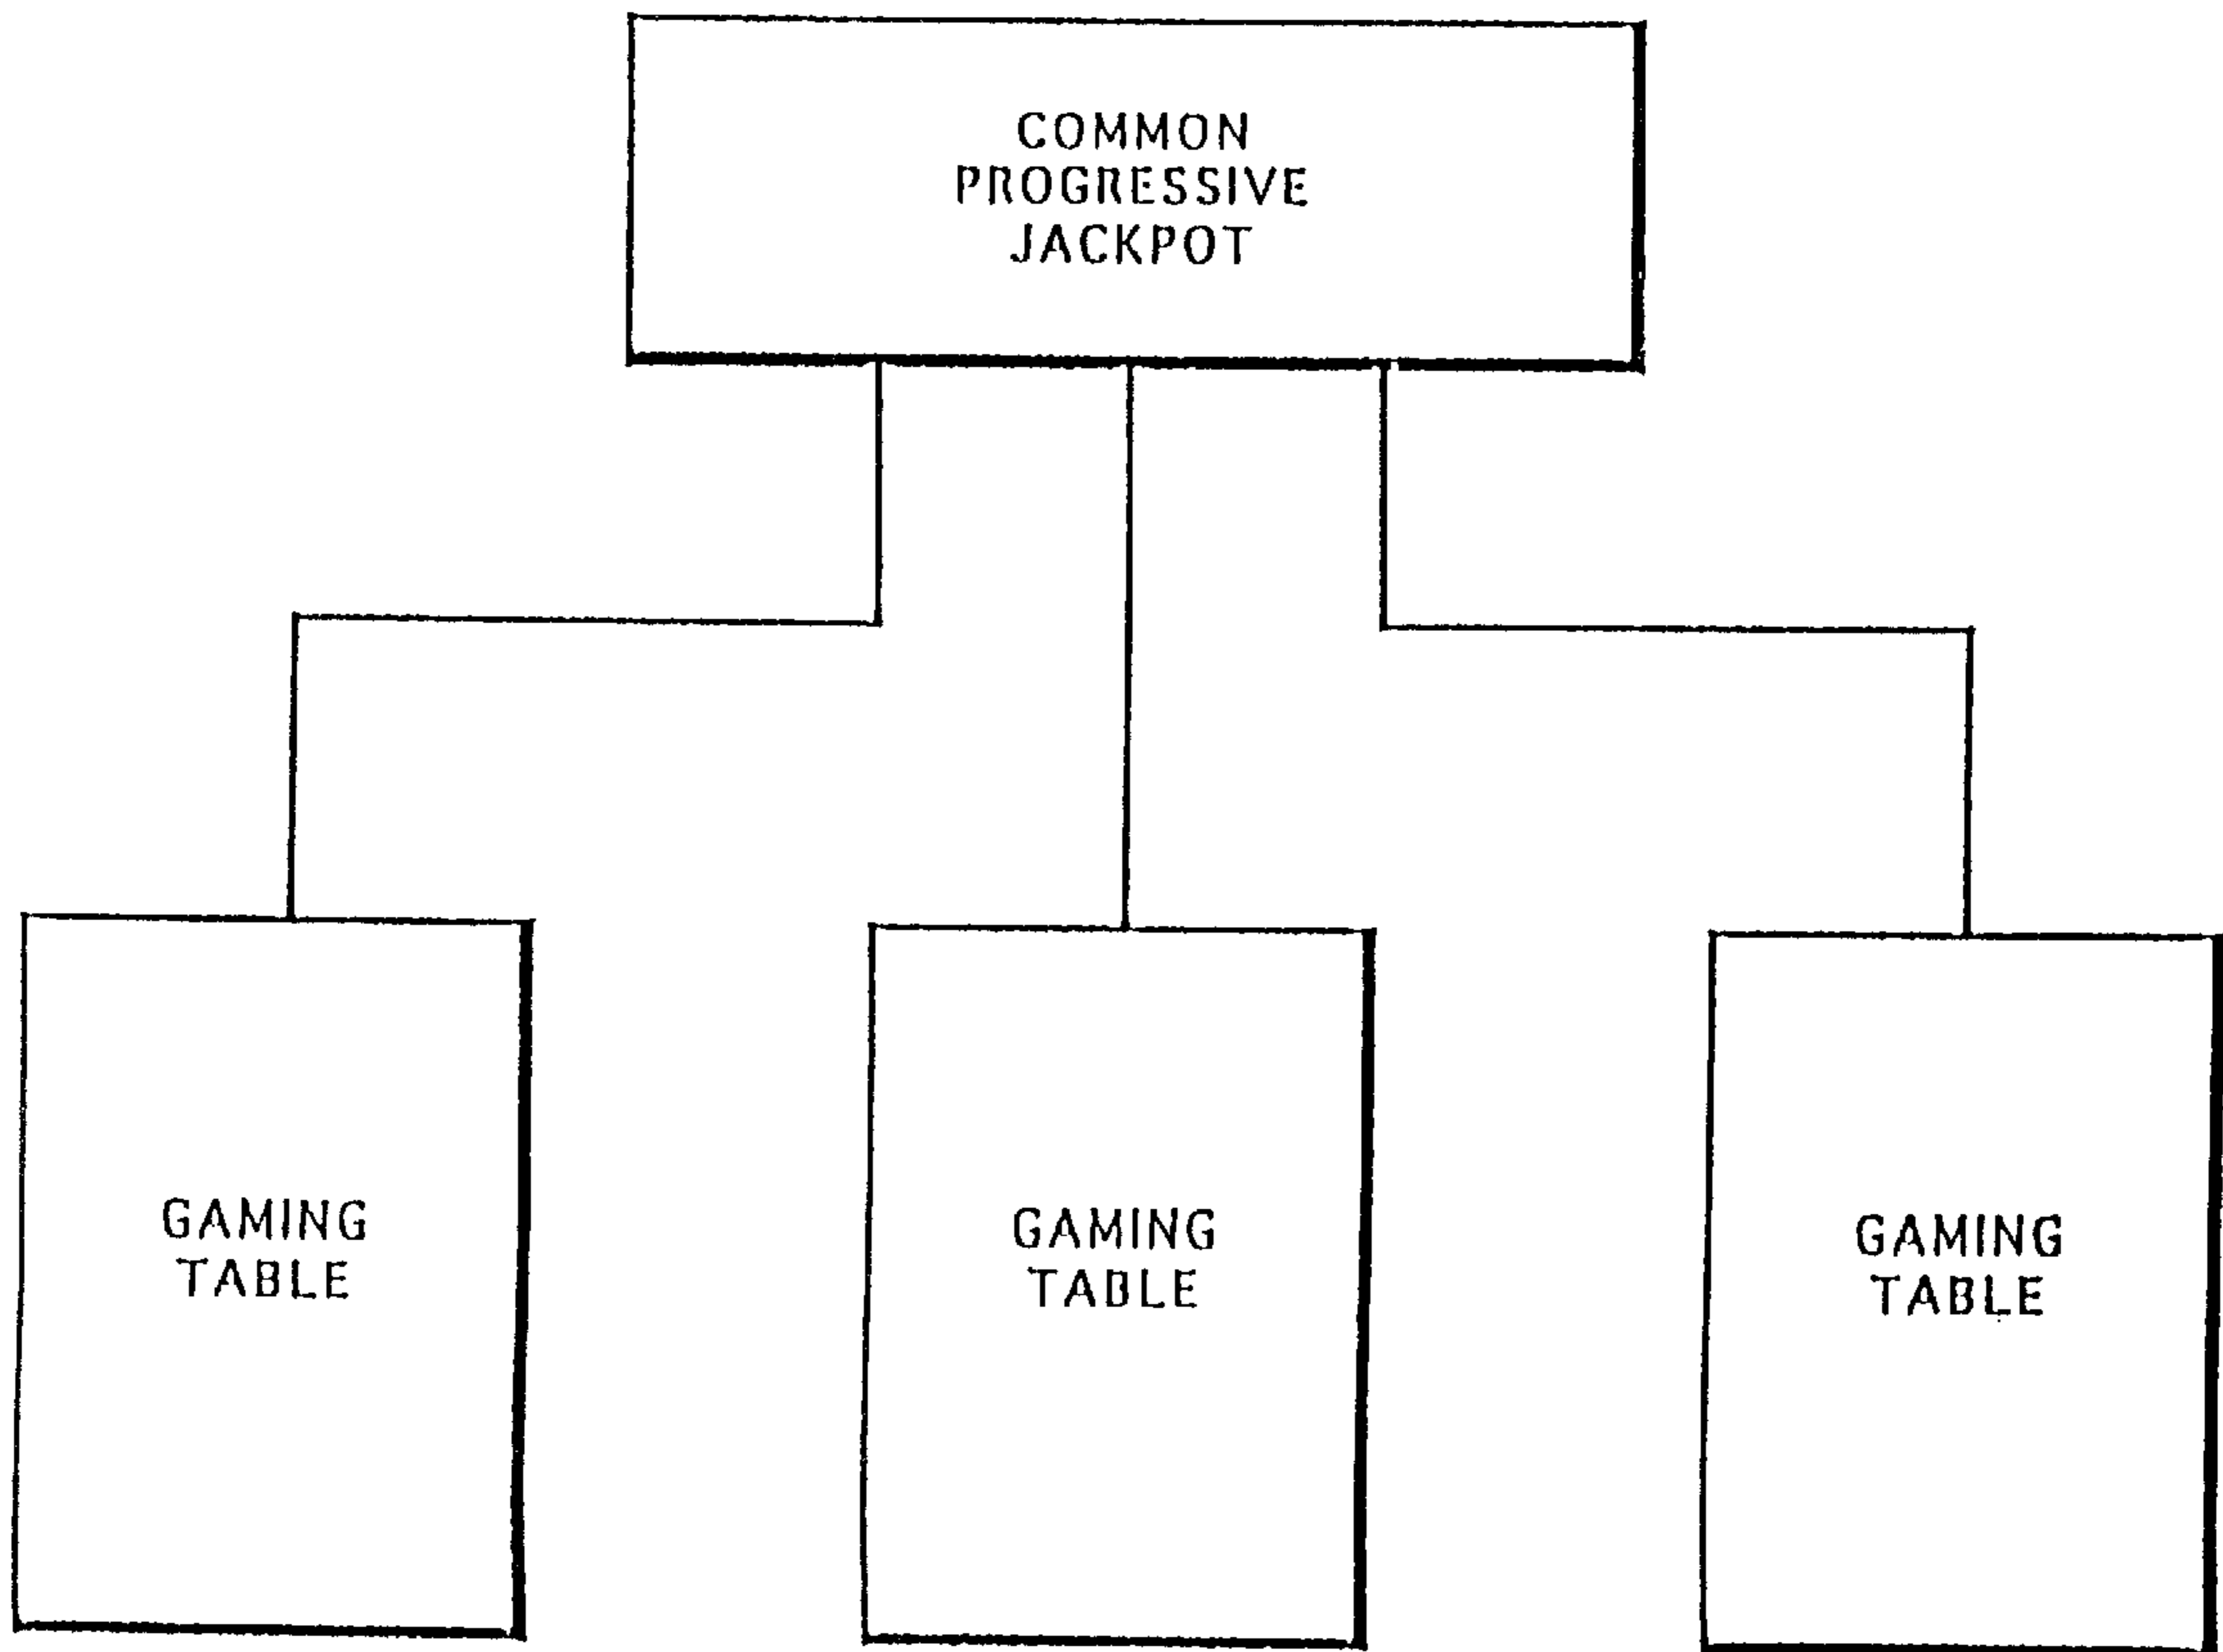 COMMON
PROGRESSIVE
JACKPOT
GAMING
TABLE
GAMING
TABLE
GAMING
TABLE